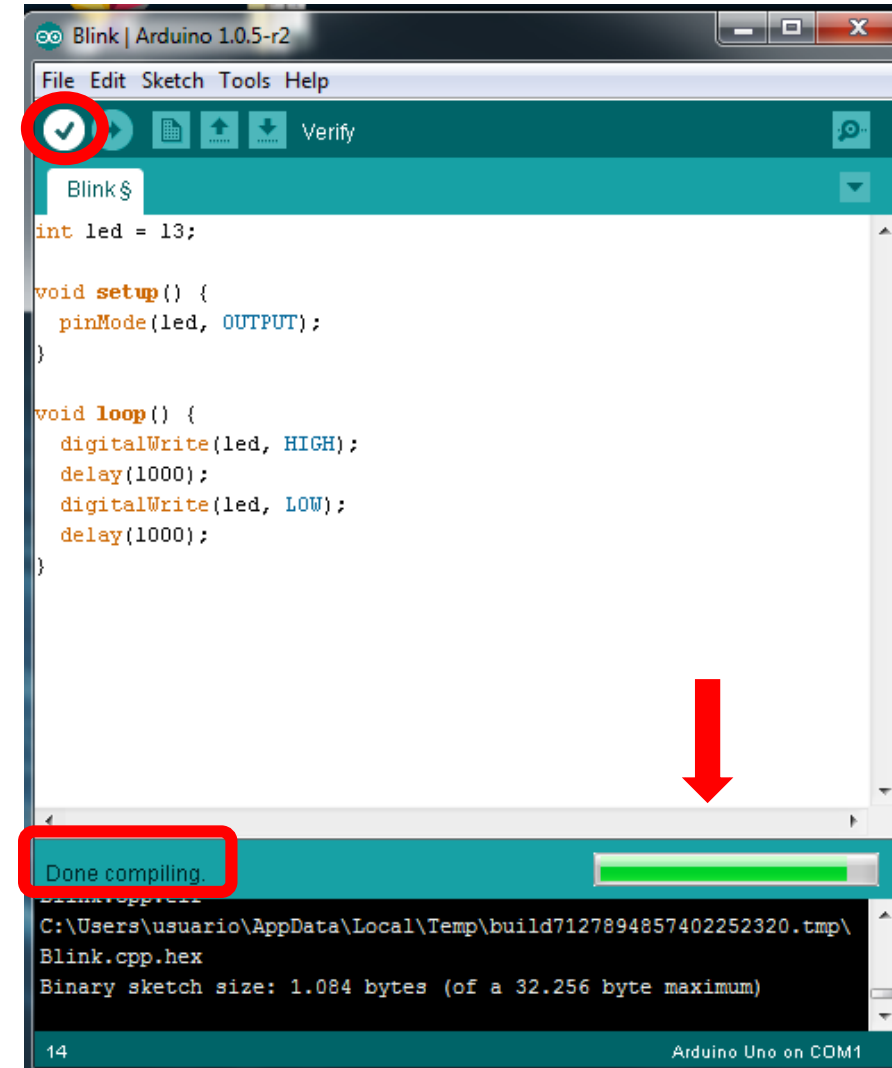 Blink | Arduino 1.0.5-r2
File Edit Sketch Tools Help
Verify
Blink§
int led = 13;
void setup() {
  pinMode(led, OUTPUT);
}
void loop() {
  digitalWrite(led, HIGH);
  delay(1000);
  digitalWrite(led, LOW);
  delay(1000);
}
Done compiling.
Blink.cpp.elf
C:\Users\usuario\AppData\Local\Temp\build7127894857402252320.tmp\
Blink.cpp.hex
Binary sketch size: 1.084 bytes (of a 32.256 byte maximum)
14 Arduino Uno on COM1